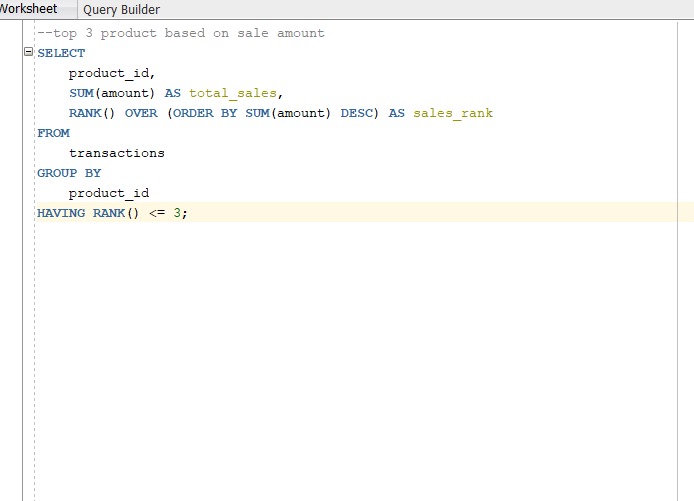 Worksheet Query Builder
--top 3 product based on sale amount
SELECT
product_id,
SUM(amount) AS total_sales,
RANK() OVER (ORDER BY SUM(amount) DESC) AS sales_rank
FROM
transactions
GROUP BY
product_id
HAVING RANK() <= 3;